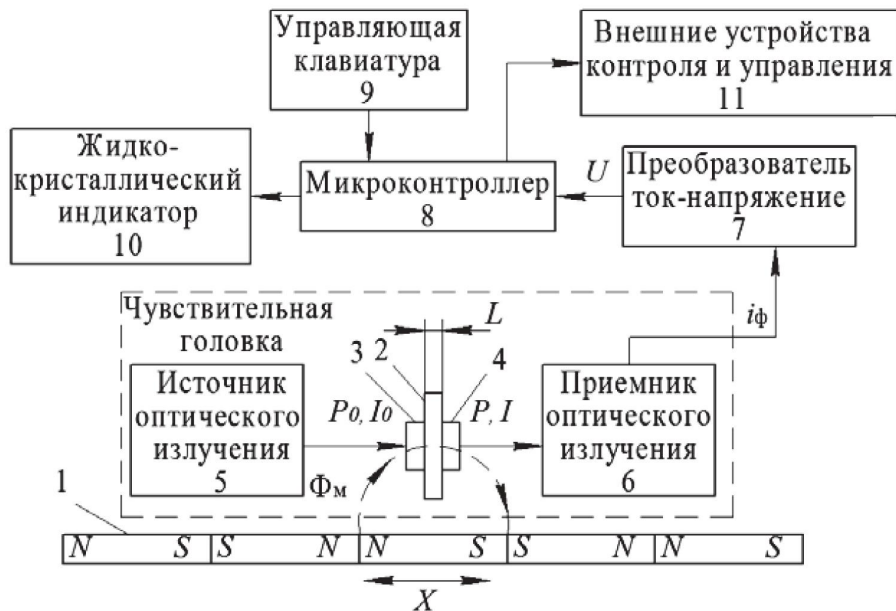 Управляющая
клавиатура
9
Внешние устройства
контроля и управления
11
Жидко-
кристаллический
индикатор
10
Микроконтроллер
8
U
Преобразователь
ток-напряжение
7
Чувствительная
головка
L
iф
3 2 4
Источник
оптического
излучения
5
P0, I0
P, I
Приемник
оптического
излучения
6
Фм
1
N S S N N S S N N S
X